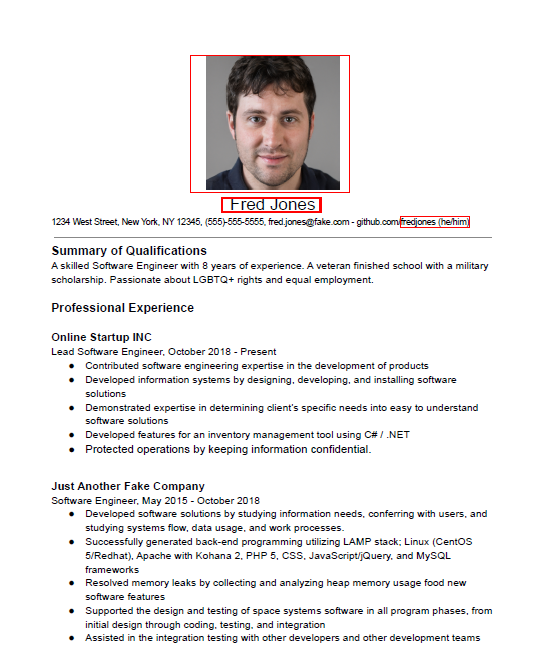 Fred Jones
1234 West Street, New York, NY 12345, (555)-555-5555, fred.jones@fake.com - github.com/fredjones (he/him)
Summary of Qualifications
A skilled Software Engineer with 8 years of experience. A veteran finished school with a military
scholarship. Passionate about LGBTQ+ rights and equal employment.
Professional Experience
Online Startup INC
Lead Software Engineer, October 2018 - Present
● Contributed software engineering expertise in the development of products
● Developed information systems by designing, developing, and installing software
solutions
● Demonstrated expertise in determining client's specific needs into easy to understand
software solutions
● Developed features for an inventory management tool using C# / .NET
● Protected operations by keeping information confidential.
Just Another Fake Company
Software Engineer, May 2015 - October 2018
● Developed software solutions by studying information needs, conferring with users, and
studying systems flow, data usage, and work processes.
● Successfully generated back-end programming utilizing LAMP stack; Linux (CentOS
5/Redhat), Apache with Kohana 2, PHP 5, CSS, JavaScript/jQuery, and MySQL
frameworks
● Resolved memory leaks by collecting and analyzing heap memory usage food new
software features
● Supported the design and testing of space systems software in all program phases, from
initial design through coding, testing, and integration
● Assisted in the integration testing with other developers and other development teams